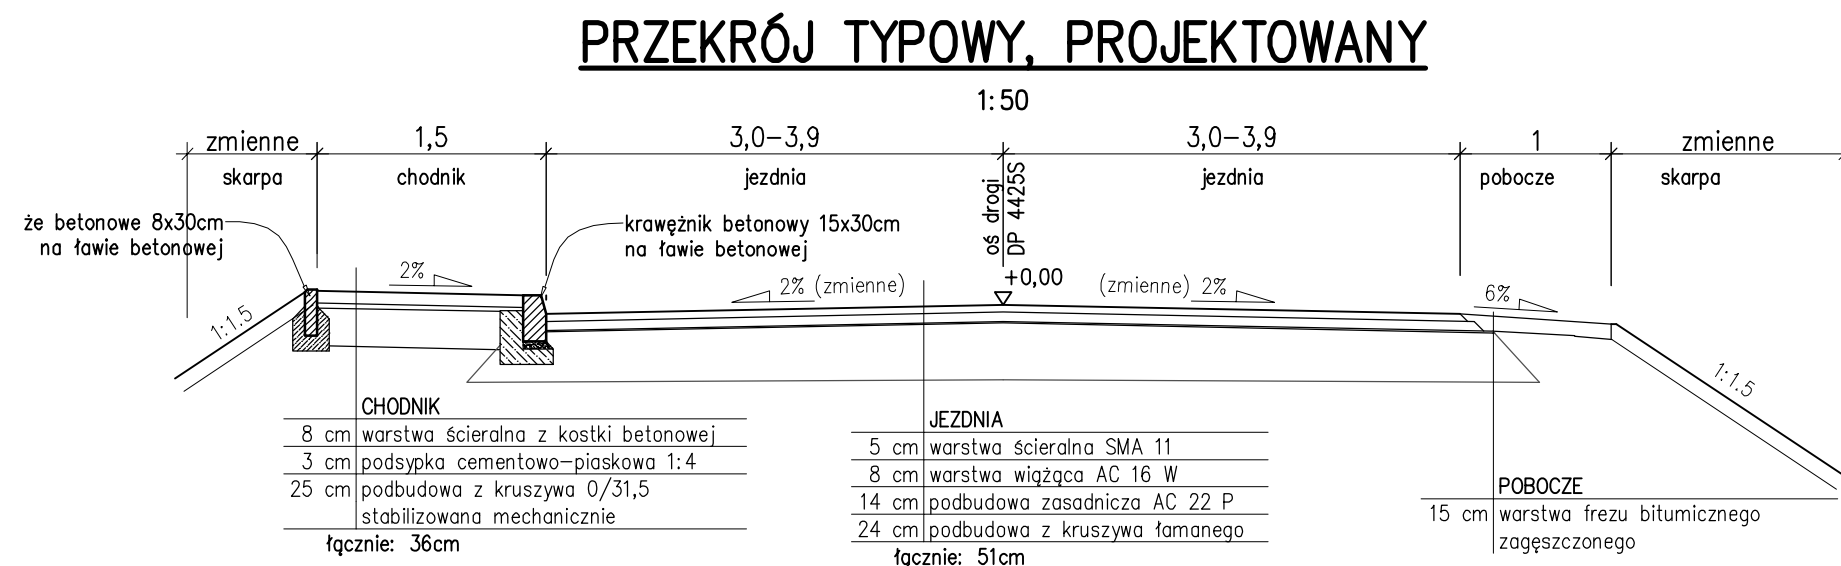 PRZEKRÓJ TYPOWY, PROJEKTOWANY
1:50
zmienne 1,5 3,0-3,9 3,0-3,9 1 zmienne
skarpa chodnik jezdnia jezdnia pobocze skarpa
oś drogi
DP 4425S
że betonowe 8x30cm
na ławie betonowej
krawężnik betonowy 15x30cm
na ławie betonowej
2%
2% (zmienne)
+0,00
(zmienne) 2%
6%
1:1.5
1:1.5
CHODNIK
8 cm warstwa ścieralna z kostki betonowej
3 cm podsypka cementowo-piaskowa 1:4
25 cm podbudowa z kruszywa 0/31,5
stabilizowana mechanicznie
łącznie: 36cm
JEZDNIA
5 cm warstwa ścieralna SMA 11
8 cm warstwa wiążąca AC 16 W
14 cm podbudowa zasadnicza AC 22 P
24 cm podbudowa z kruszywa łamanego
łącznie: 51cm
POBOCZE
15 cm warstwa frezu bitumicznego
zagęszczonego